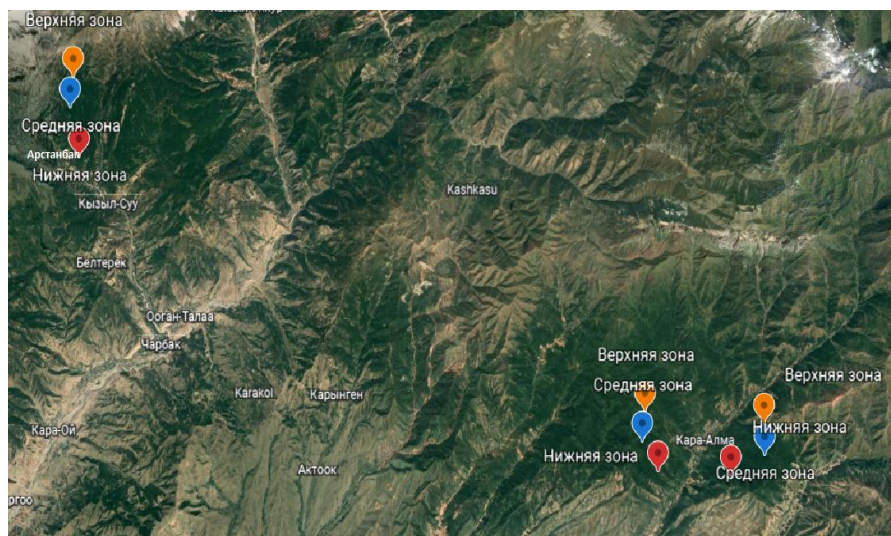 Верхняя зона
Средняя зона
Арстанбап
Нижняя зона
Кызыл-Суу
Kashkasu
Белтерек
Ооган-Талаа
Чарбак
Karakol
Карынген
Кара-Ой
Актоок
Верхняя зона
Средняя зона
Нижняя зона
Кара-Алма
Верхняя зона
Нижняя зона
Средняя зона